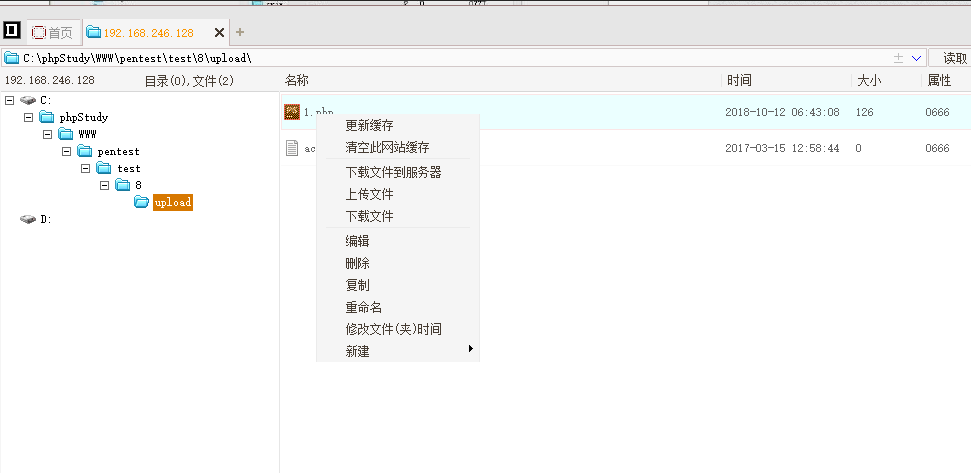 首页
192.168.246.128
C:\phpStudy\WWW\pentest\test\8\upload\
读取
192.168.246.128 目录(0),文件(2)
名称 时间 大小 属性
C:
phpStudy
WWW
pentest
test
8
upload
D:
1.php 2018-10-12 06:43:08 126 0666
ac 2017-03-15 12:58:44 0 0666
更新缓存
清空此网站缓存
下载文件到服务器
上传文件
下载文件
编辑
删除
复制
重命名
修改文件(夹)时间
新建